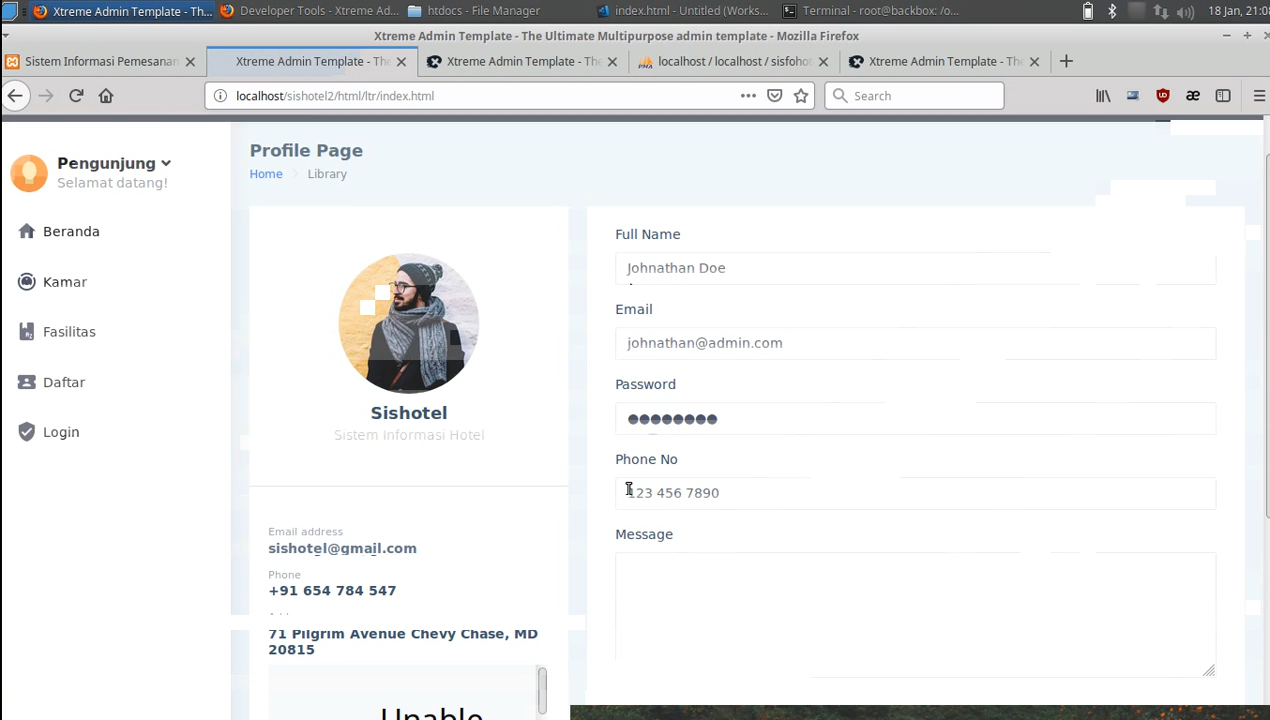 Xtreme Admin Template - Th...
Developer Tools - Xtreme Ad...
htdocs - File Manager
index.html - Untitled (Works...
Terminal - root@backbox: /o...
18 Jan, 21:08
Xtreme Admin Template - The Ultimate Multipurpose admin template - Mozilla Firefox
Sistem Informasi Pemesanan
Xtreme Admin Template - The
Xtreme Admin Template - The
localhost / localhost / sisfohot
Xtreme Admin Template - The
localhost/sishotel2/html/ltr/index.html
Search
Pengunjung
Selamat datang!
Beranda
Kamar
Fasilitas
Daftar
Login
Profile Page
Home
Library
Sishotel
Sistem Informasi Hotel
Email address
sishotel@gmail.com
Phone
+91 654 784 547
71 Pilgrim Avenue Chevy Chase, MD
20815
Unable
Full Name
Johnathan Doe
Email
johnathan@admin.com
Password
Phone No
123 456 7890
Message